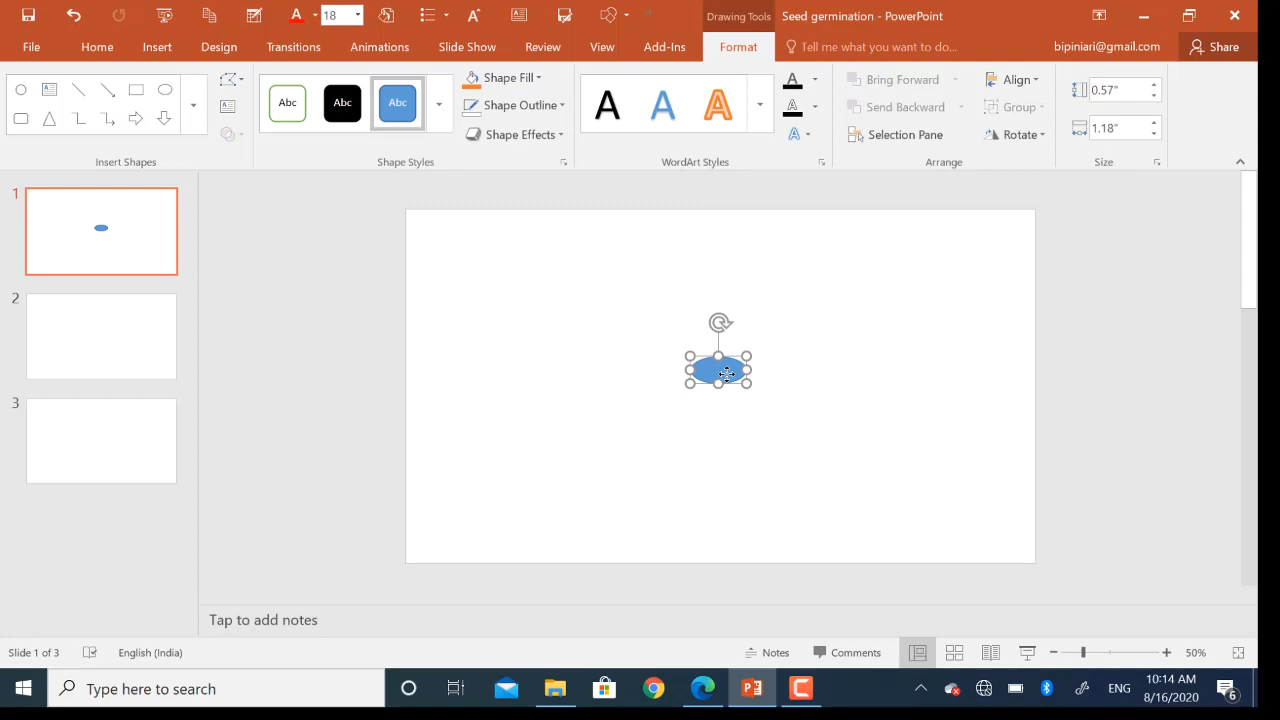 18
Drawing Tools
Seed germination - PowerPoint
File
Home
Insert
Design
Transitions
Animations
Slide Show
Review
View
Add-Ins
Format
Tell me what you want to do...
bipiniari@gmail.com
Share
Abc
Abc
Abc
Shape Fill
Shape Outline
Shape Effects
A
A
A
A
A
A
Bring Forward
Send Backward
Selection Pane
Align
Group
Rotate
0.57"
1.18"
Insert Shapes
Shape Styles
WordArt Styles
Arrange
Size
1
2
3
Tap to add notes
Slide 1 of 3
English (India)
Notes
Comments
50%
Type here to search
ENG
10:14 AM
8/16/2020
6